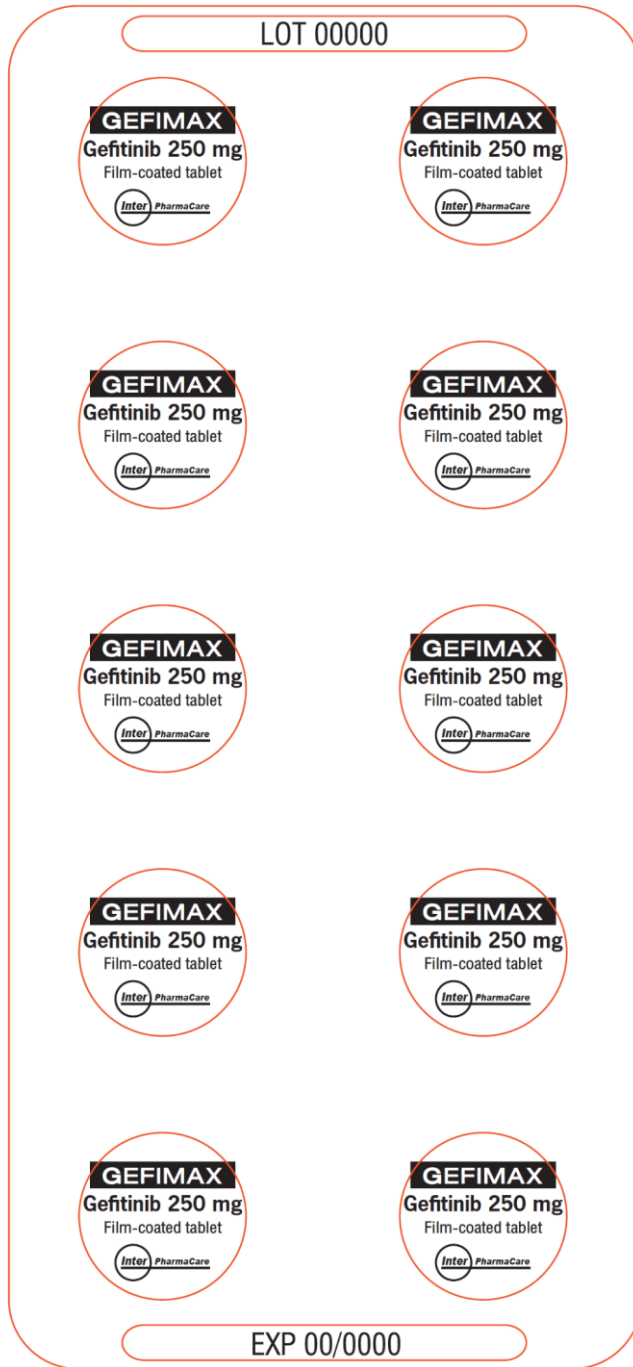 LOT 00000
GEFIMAX GEFIMAX
Gefitinib 250 mg Gefitinib 250 mg
Film-coated tablet Film-coated tablet
Inter PharmaCare Inter PharmaCare
GEFIMAX GEFIMAX
Gefitinib 250 mg Gefitinib 250 mg
Film-coated tablet Film-coated tablet
Inter PharmaCare Inter PharmaCare
GEFIMAX GEFIMAX
Gefitinib 250 mg Gefitinib 250 mg
Film-coated tablet Film-coated tablet
Inter PharmaCare Inter PharmaCare
GEFIMAX GEFIMAX
Gefitinib 250 mg Gefitinib 250 mg
Film-coated tablet Film-coated tablet
Inter PharmaCare Inter PharmaCare
GEFIMAX GEFIMAX
Gefitinib 250 mg Gefitinib 250 mg
Film-coated tablet Film-coated tablet
Inter PharmaCare Inter PharmaCare
EXP 00/0000